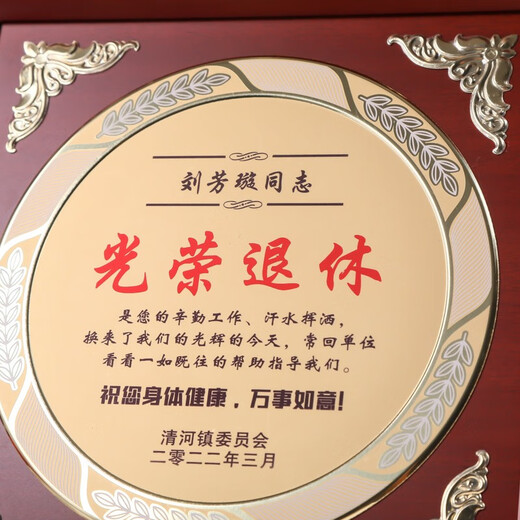 刘芳璇同志
光荣退休
是您的辛勤工作、汗水挥洒，
换来了我们的光辉的今天，常回单位
看看一如既往的帮助指导我们。
祝您身体健康，万事如意！
清河镇委员会
二零二二年三月